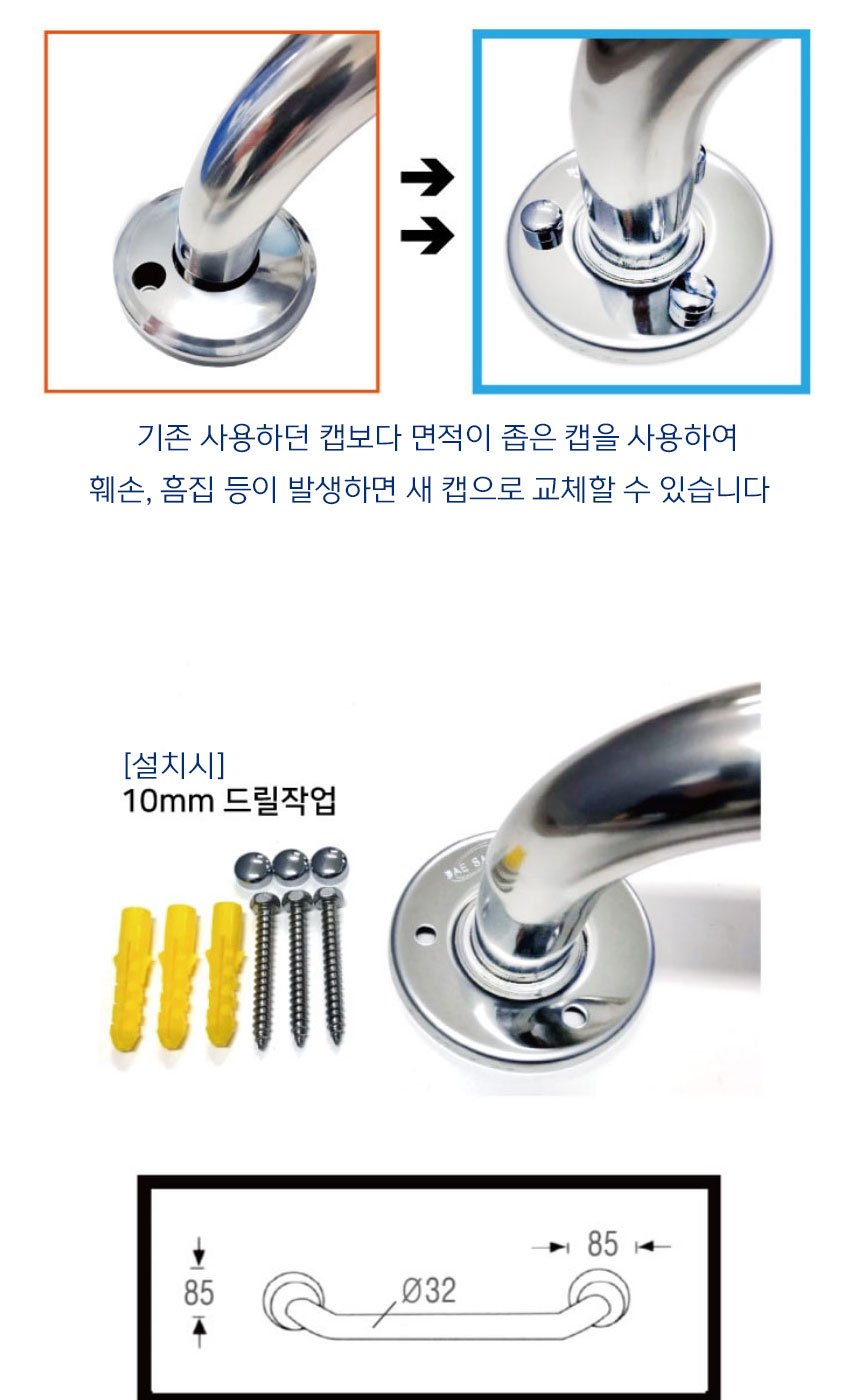 기존 사용하던 캡보다 면적이 좁은 캡을 사용하여
훼손, 흠집 등이 발생하면 새 캡으로 교체할 수 있습니다
[설치시]
10mm 드릴작업
85
85
Ø32